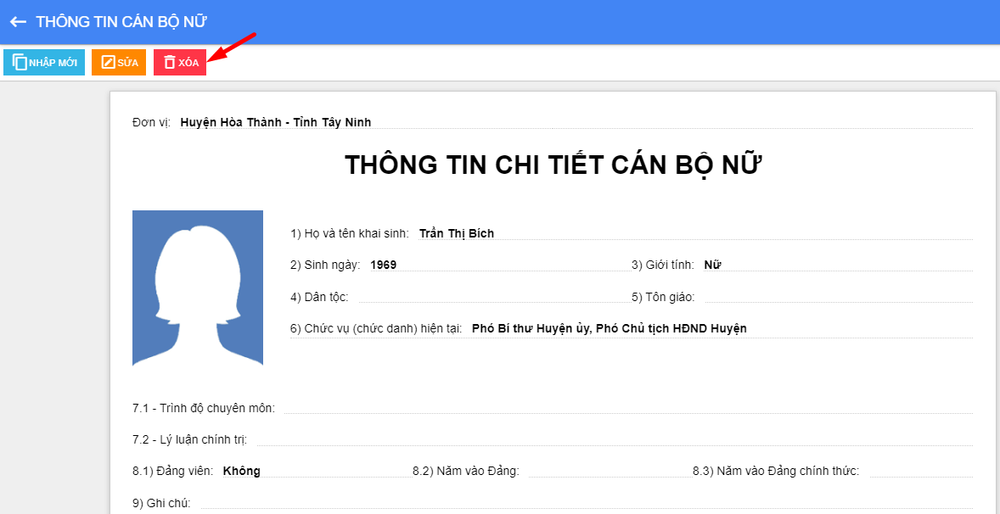 THÔNG TIN CÁN BỘ NỮ
NHẬP MỚI SỬA XÓA
Đơn vị: Huyện Hòa Thành - Tỉnh Tây Ninh
THÔNG TIN CHI TIẾT CÁN BỘ NỮ
1) Họ và tên khai sinh: Trần Thị Bích
2) Sinh ngày: 1969 3) Giới tính: Nữ
4) Dân tộc: 5) Tôn giáo:
6) Chức vụ (chức danh) hiện tại: Phó Bí thư Huyện ủy, Phó Chủ tịch HĐND Huyện
7.1 - Trình độ chuyên môn:
7.2 - Lý luận chính trị:
8.1) Đảng viên: Không 8.2) Năm vào Đảng: 8.3) Năm vào Đảng chính thức:
9) Ghi chú: